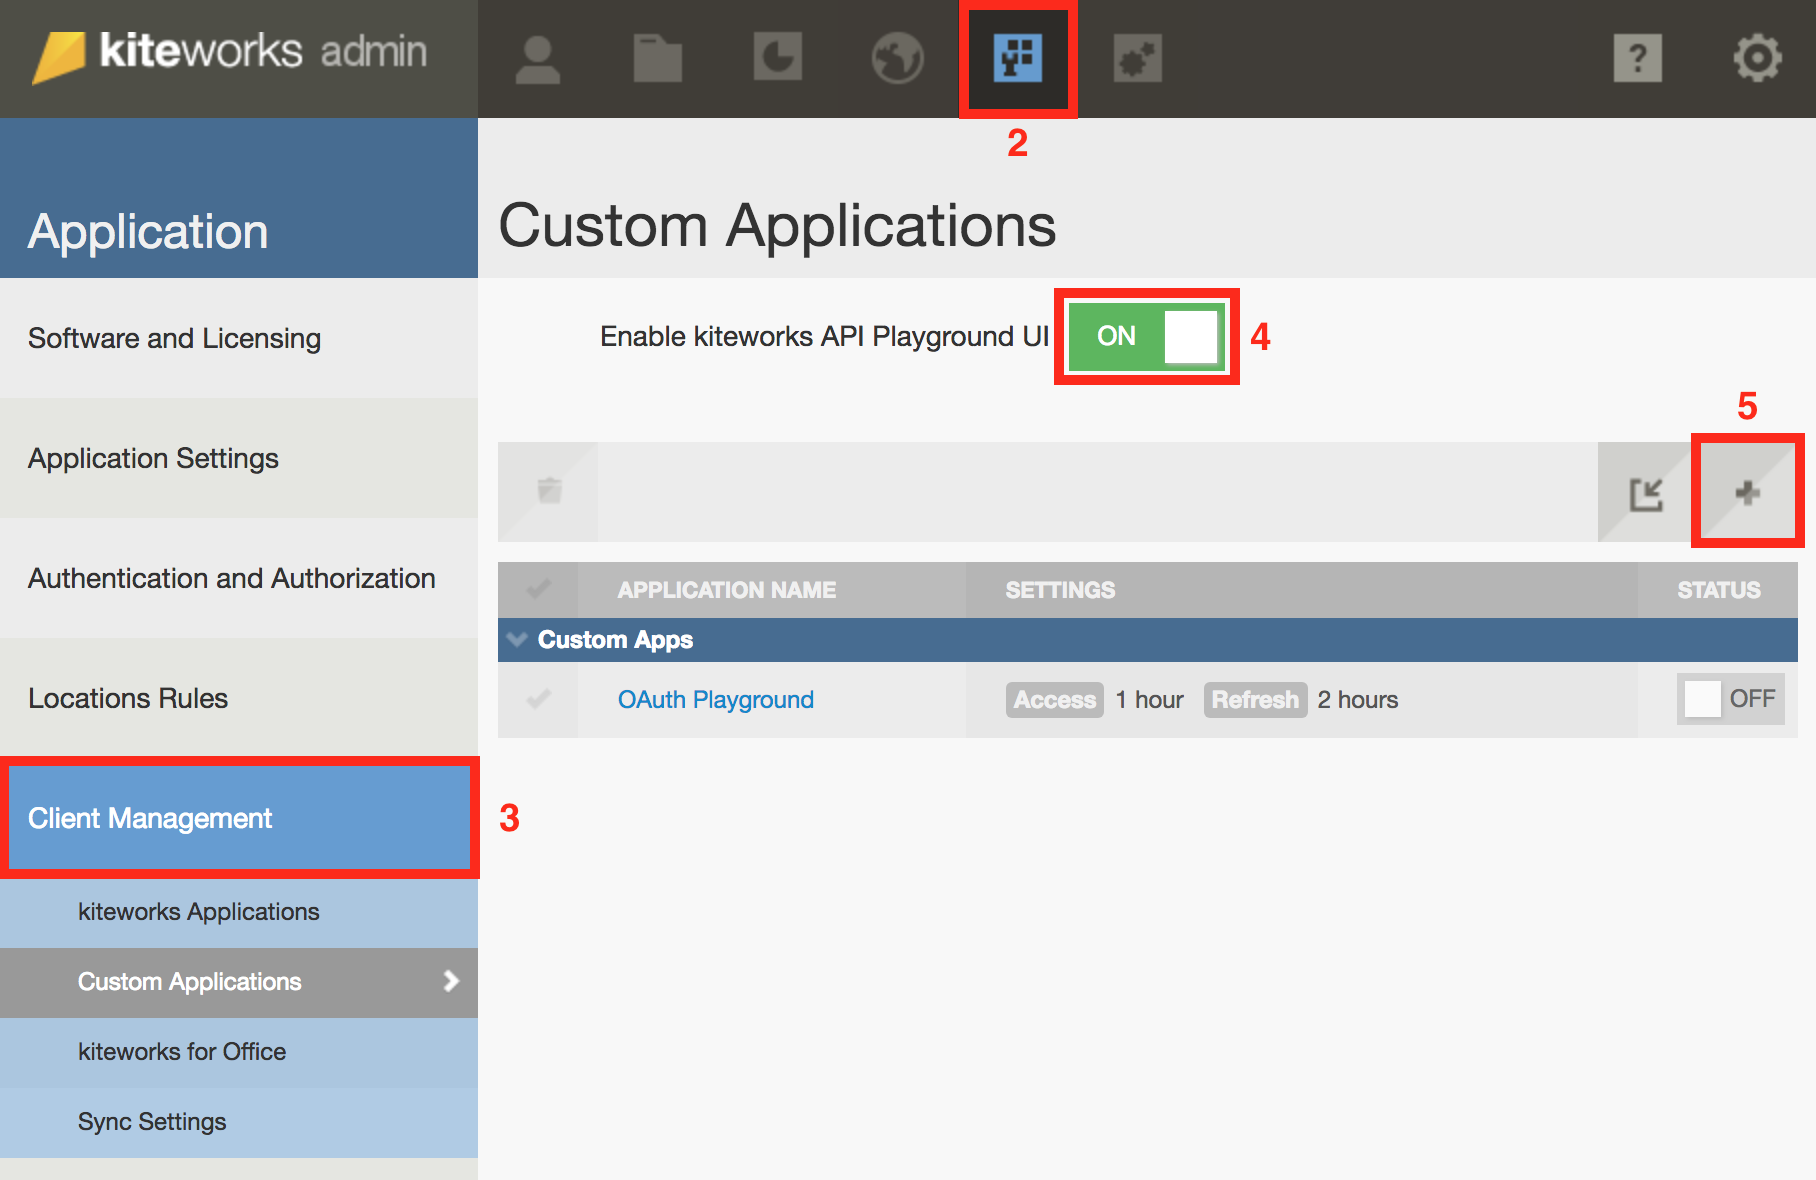 kiteworks admin
?
2
Application
Custom Applications
Enable kiteworks API Playground UI ON 4
5
Software and Licensing
Application Settings
Authentication and Authorization
Locations Rules
Client Management 3
kiteworks Applications
Custom Applications
kiteworks for Office
Sync Settings
APPLICATION NAME SETTINGS STATUS
Custom Apps
OAuth Playground Access 1 hour Refresh 2 hours OFF